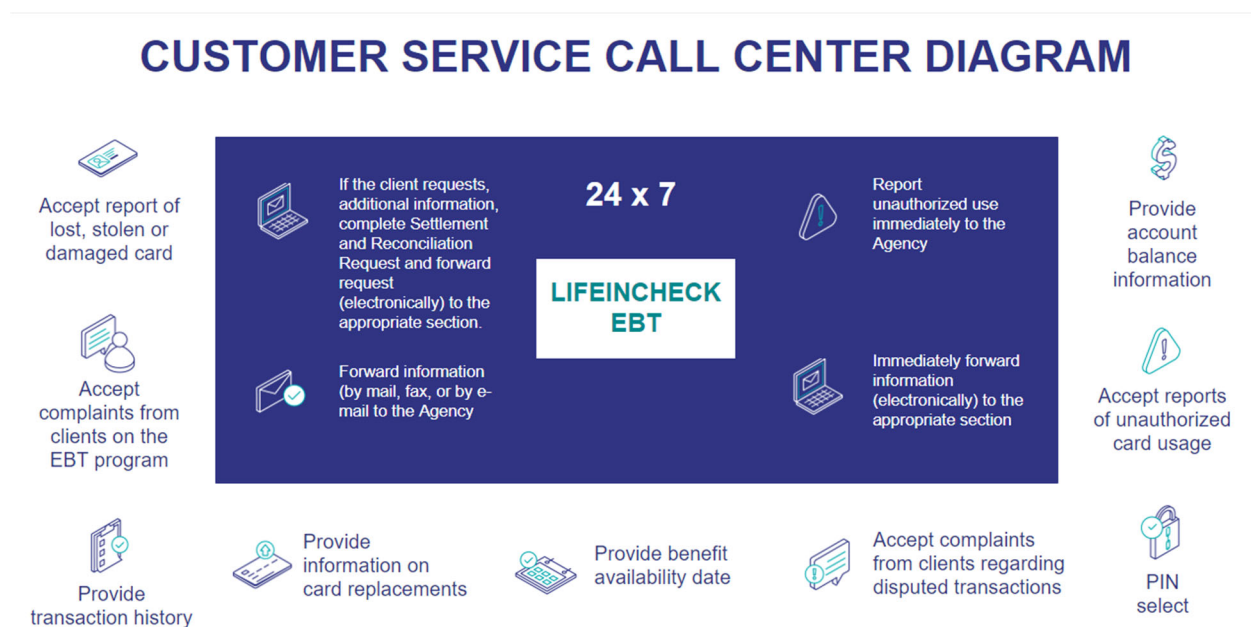 CUSTOMER SERVICE CALL CENTER DIAGRAM
Accept report of
lost, stolen or
damaged card
Accept
complaints from
clients on the
EBT program
If the client requests,
additional information,
complete Settlement
and Reconciliation
Request and forward
request
(electronically) to the
appropriate section.
Forward information
(by mail, fax, or by e-
mail to the Agency
24 x 7
LIFEINCHECK
EBT
Report
unauthorized use
immediately to the
Agency
Immediately forward
information
(electronically) to the
appropriate section
Provide
account
balance
information
Accept reports
of unauthorized
card usage
Provide
transaction history
Provide
information on
card replacements
Provide benefit
availability date
Accept complaints
from clients regarding
disputed transactions
PIN
select